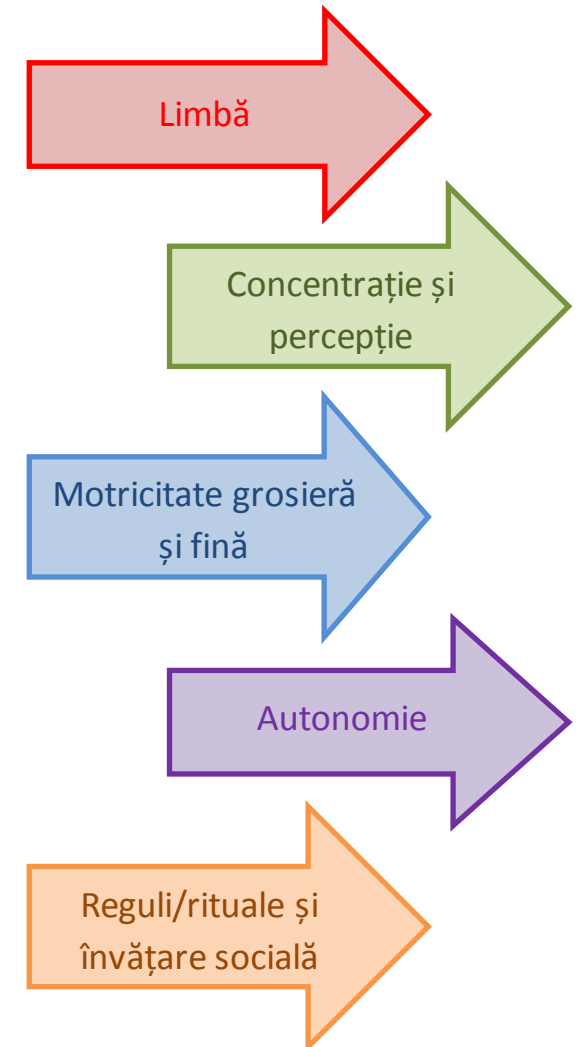 Limbă
Concentrație și
percepție
Motricitate grosieră
și fină
Autonomie
Reguli/rituale și
învățare socială